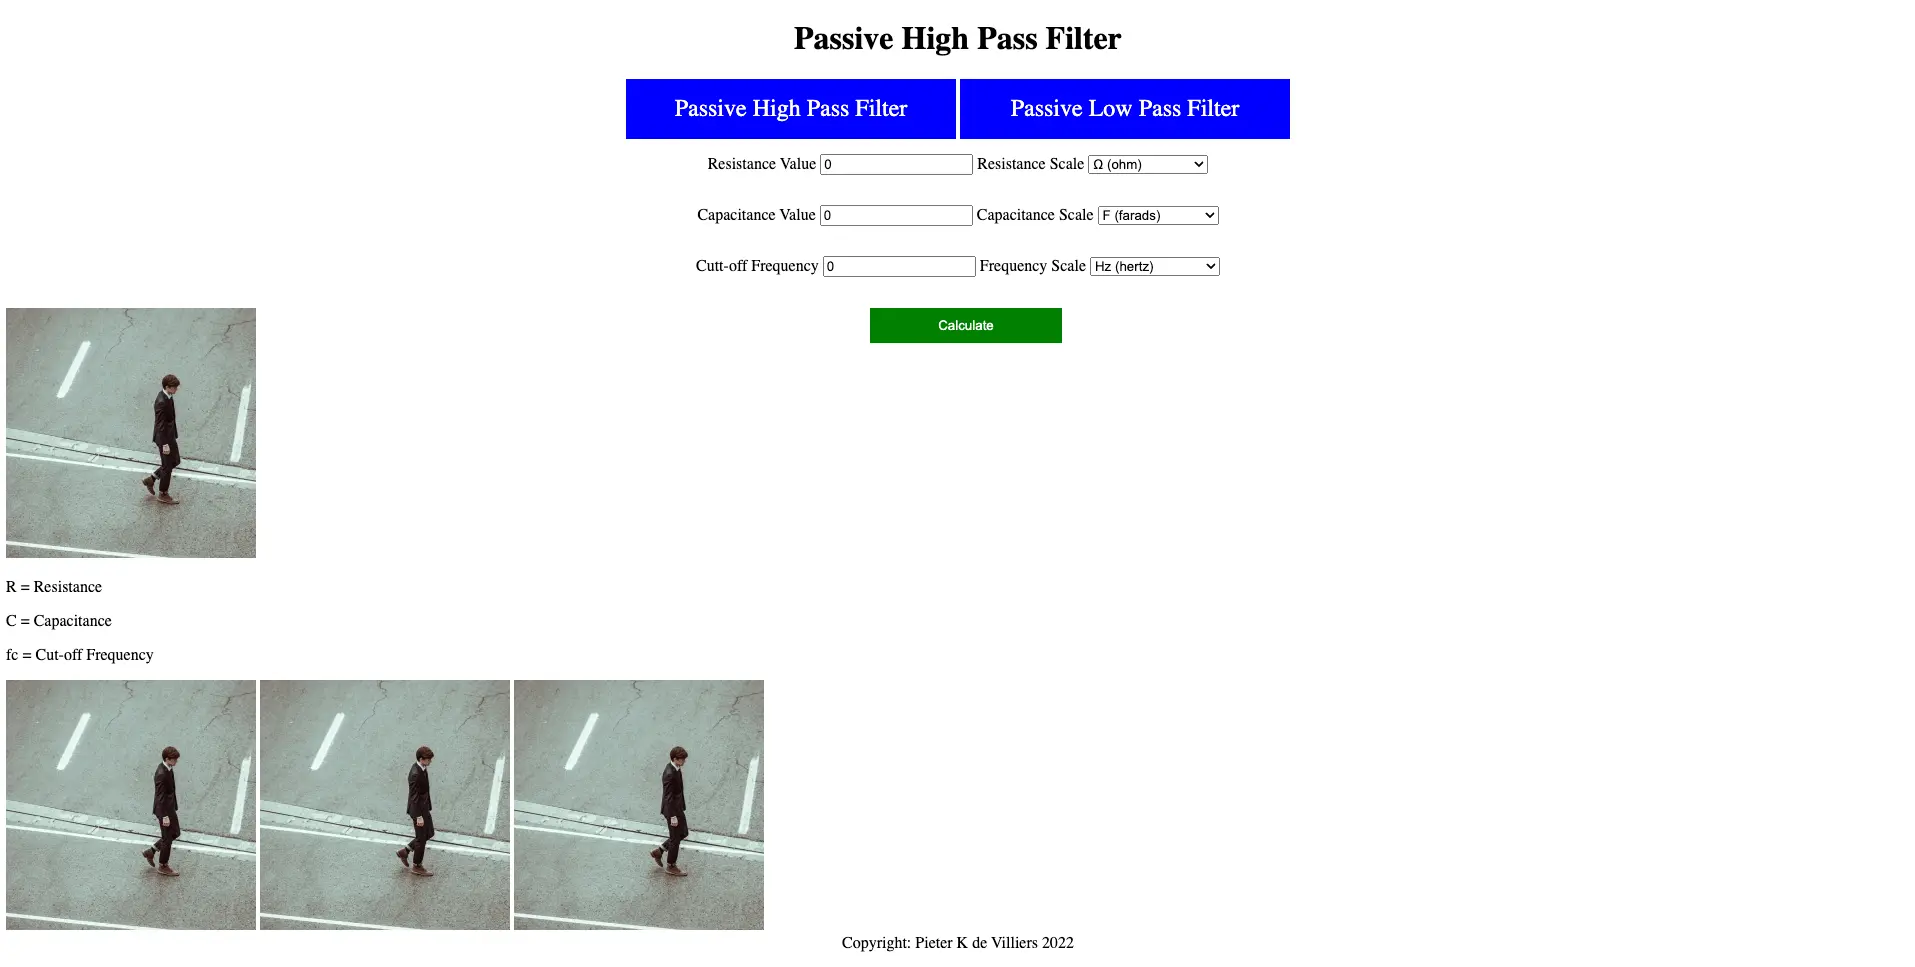 Passive High Pass Filter
Passive High Pass Filter Passive Low Pass Filter
Resistance Value 0 Resistance Scale Ω (ohm)
Capacitance Value 0 Capacitance Scale F (farads)
Cutt-off Frequency 0 Frequency Scale Hz (hertz)
Calculate
R = Resistance
C = Capacitance
fc = Cut-off Frequency
Copyright: Pieter K de Villiers 2022